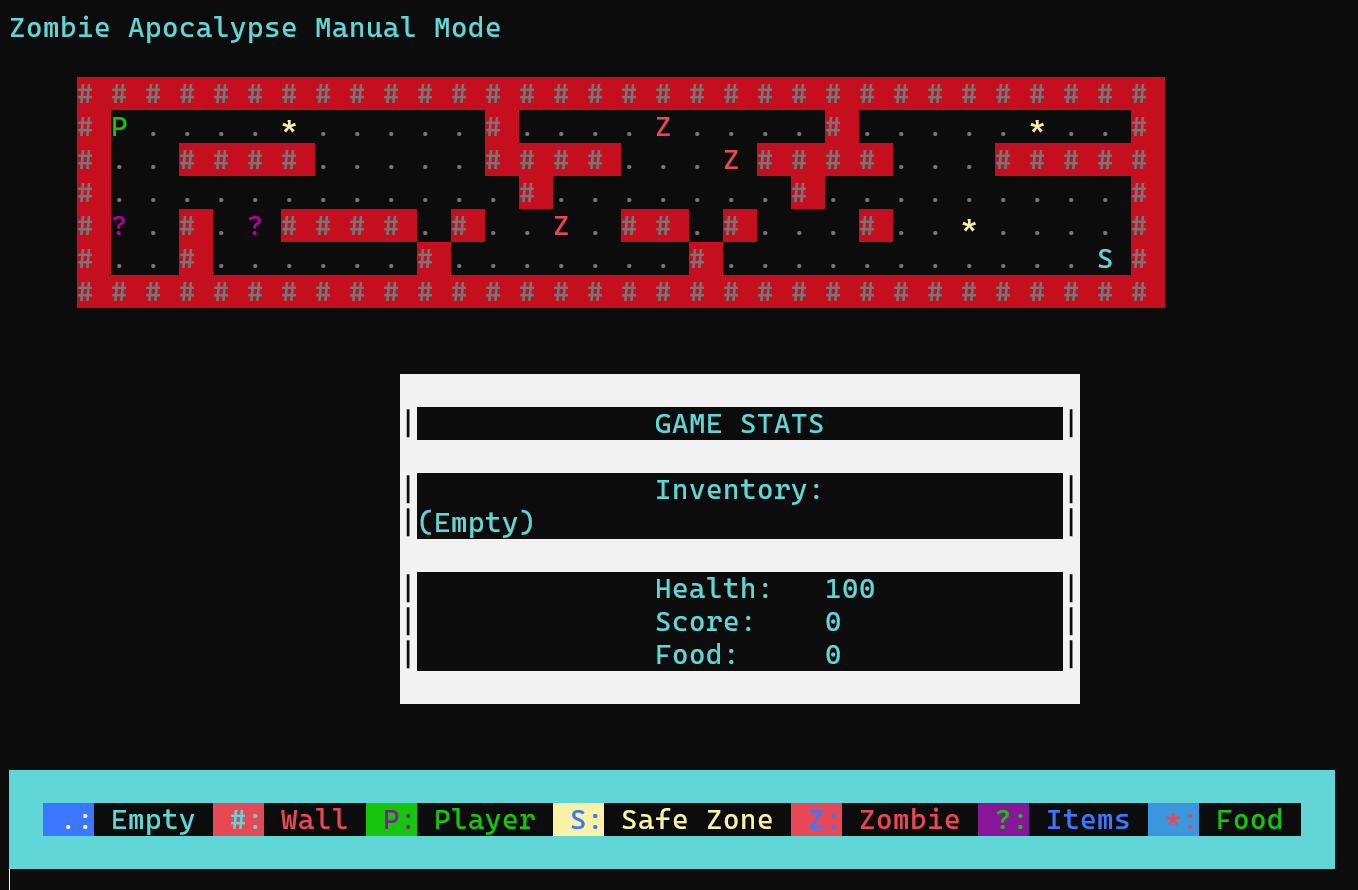 Zombie Apocalypse Manual Mode
# # # # # # # # # # # # # # # # # # # # # # # # # # # # # # # #
# P . . . . * . . . . . # . . . . Z . . . . # . . . . . * . . #
# . . # # # # . . . . . # # # # . . . Z # # # # . . . # # # # #
# . . . . . . . . . . . . # . . . . . . . # . . . . . . . . . #
# ? . # . ? # # # # . # . . Z . # # . # . . . # . . * . . . . #
# . . # . . . . . . # . . . . . . . # . . . . . . . . . . . S #
# # # # # # # # # # # # # # # # # # # # # # # # # # # # # # # #
| GAME STATS |
| Inventory: |
|(Empty) |
| Health: 100 |
| Score: 0 |
| Food: 0 |
.: Empty #: Wall P: Player S: Safe Zone Z: Zombie ?: Items *: Food